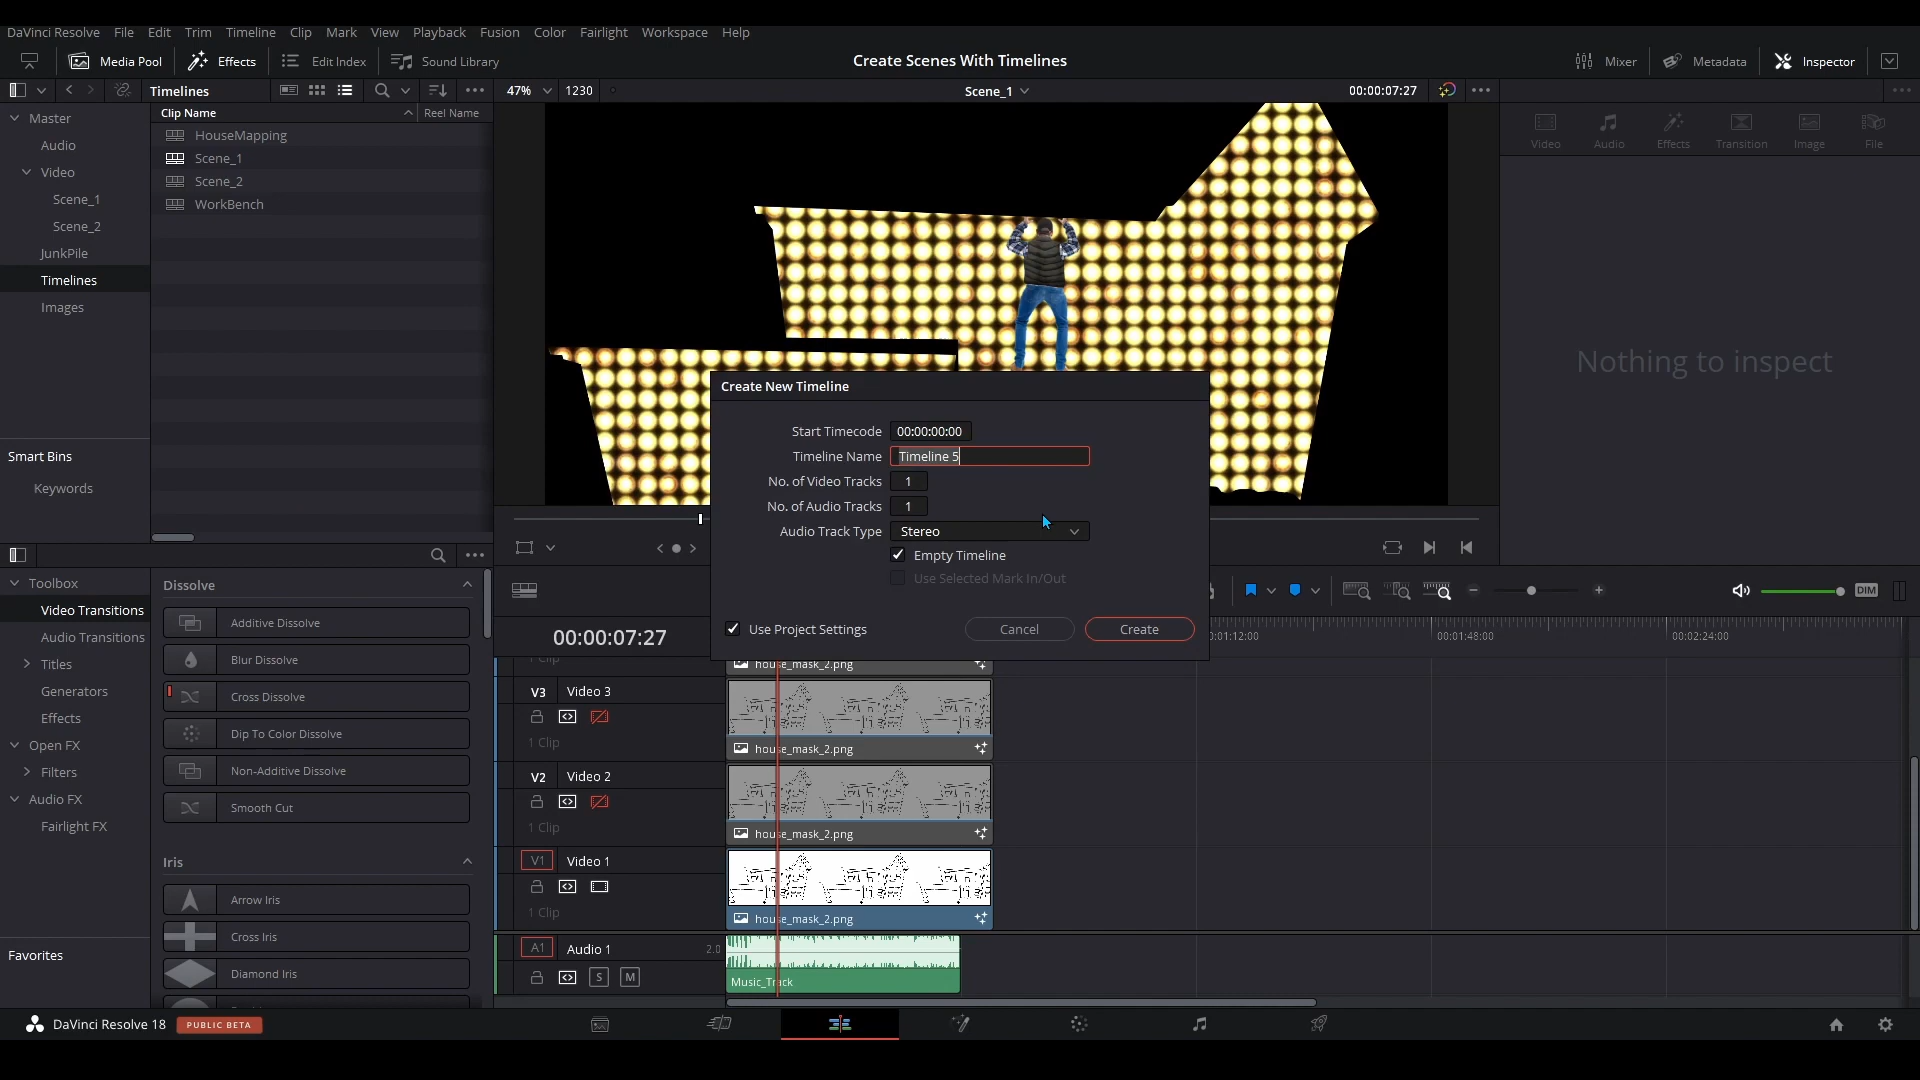 DaVinci Resolve File Edit Trim Timeline Clip Mark View Playback Fusion Color Fairlight Workspace Help
Media Pool Effects Edit Index Sound Library Create Scenes With Timelines Mixer Metadata Inspector
Timelines 47% 1230 Scene_1 00:00:07:27
Clip Name Reel Name
Master
Audio
Video
Scene_1
Scene_2
JunkPile
Timelines
Images
HouseMapping
Scene_1
Scene_2
WorkBench
Smart Bins
Keywords
Video Audio Effects Transition Image File
Nothing to inspect
Create New Timeline
Start Timecode 00:00:00:00
Timeline Name Timeline 5
No. of Video Tracks 1
No. of Audio Tracks 1
Audio Track Type Stereo
Empty Timeline
Use Selected Mark In/Out
Use Project Settings Cancel Create
Toolbox
Video Transitions
Audio Transitions
Titles
Generators
Effects
Open FX
Filters
Audio FX
Fairlight FX
Favorites
Dissolve
Additive Dissolve
Blur Dissolve
Cross Dissolve
Dip To Color Dissolve
Non-Additive Dissolve
Smooth Cut
Iris
Arrow Iris
Cross Iris
Diamond Iris
DIM
00:00:07:27
01:12:00 00:01:48:00 00:02:24:00
1 Clip house_mask_2.png
V3 Video 3
1 Clip house_mask_2.png
V2 Video 2
1 Clip house_mask_2.png
V1 Video 1
1 Clip house_mask_2.png
A1 Audio 1 2.0
S M Music_Track
DaVinci Resolve 18 PUBLIC BETA